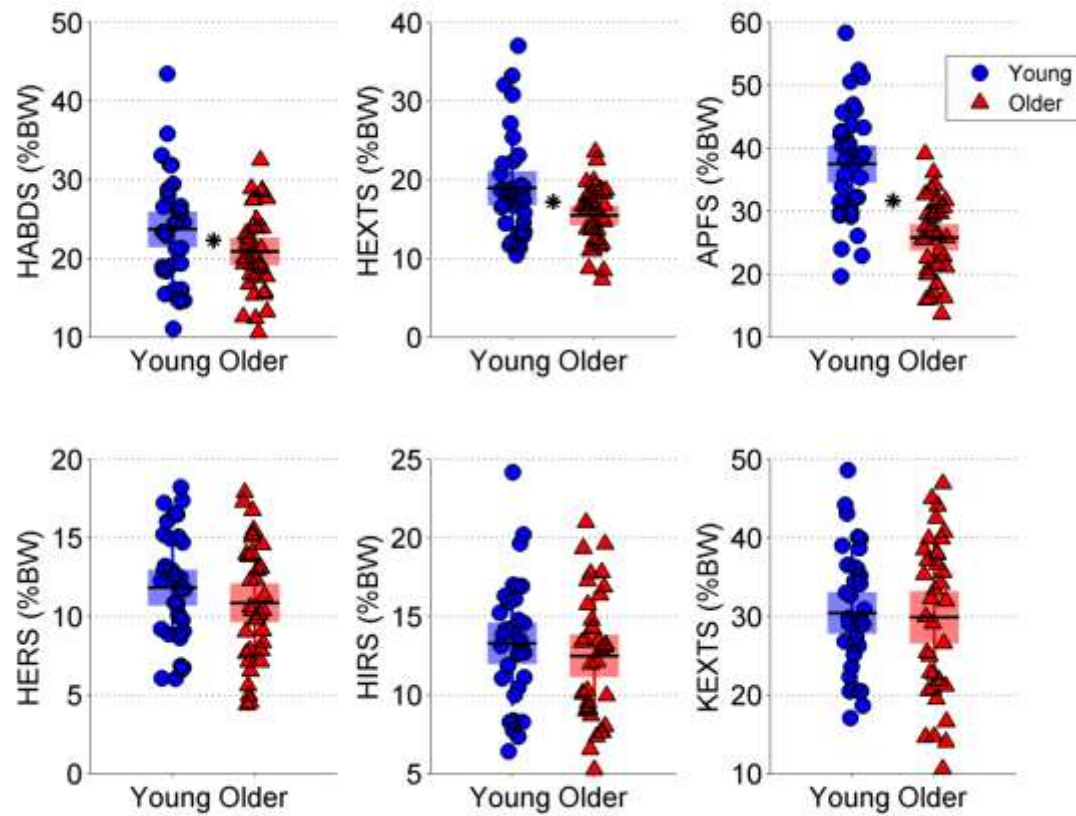 50
40
30
20
10
HABDS (%BW)
*
Young Older
40
30
20
10
0
HEXTS (%BW)
*
Young Older
60
50
40
30
20
10
APFS (%BW)
*
Young
Older
Young Older
20
15
10
5
0
HERS (%BW)
Young Older
25
20
15
10
5
HIRS (%BW)
Young Older
50
40
30
20
10
KEXTS (%BW)
Young Older